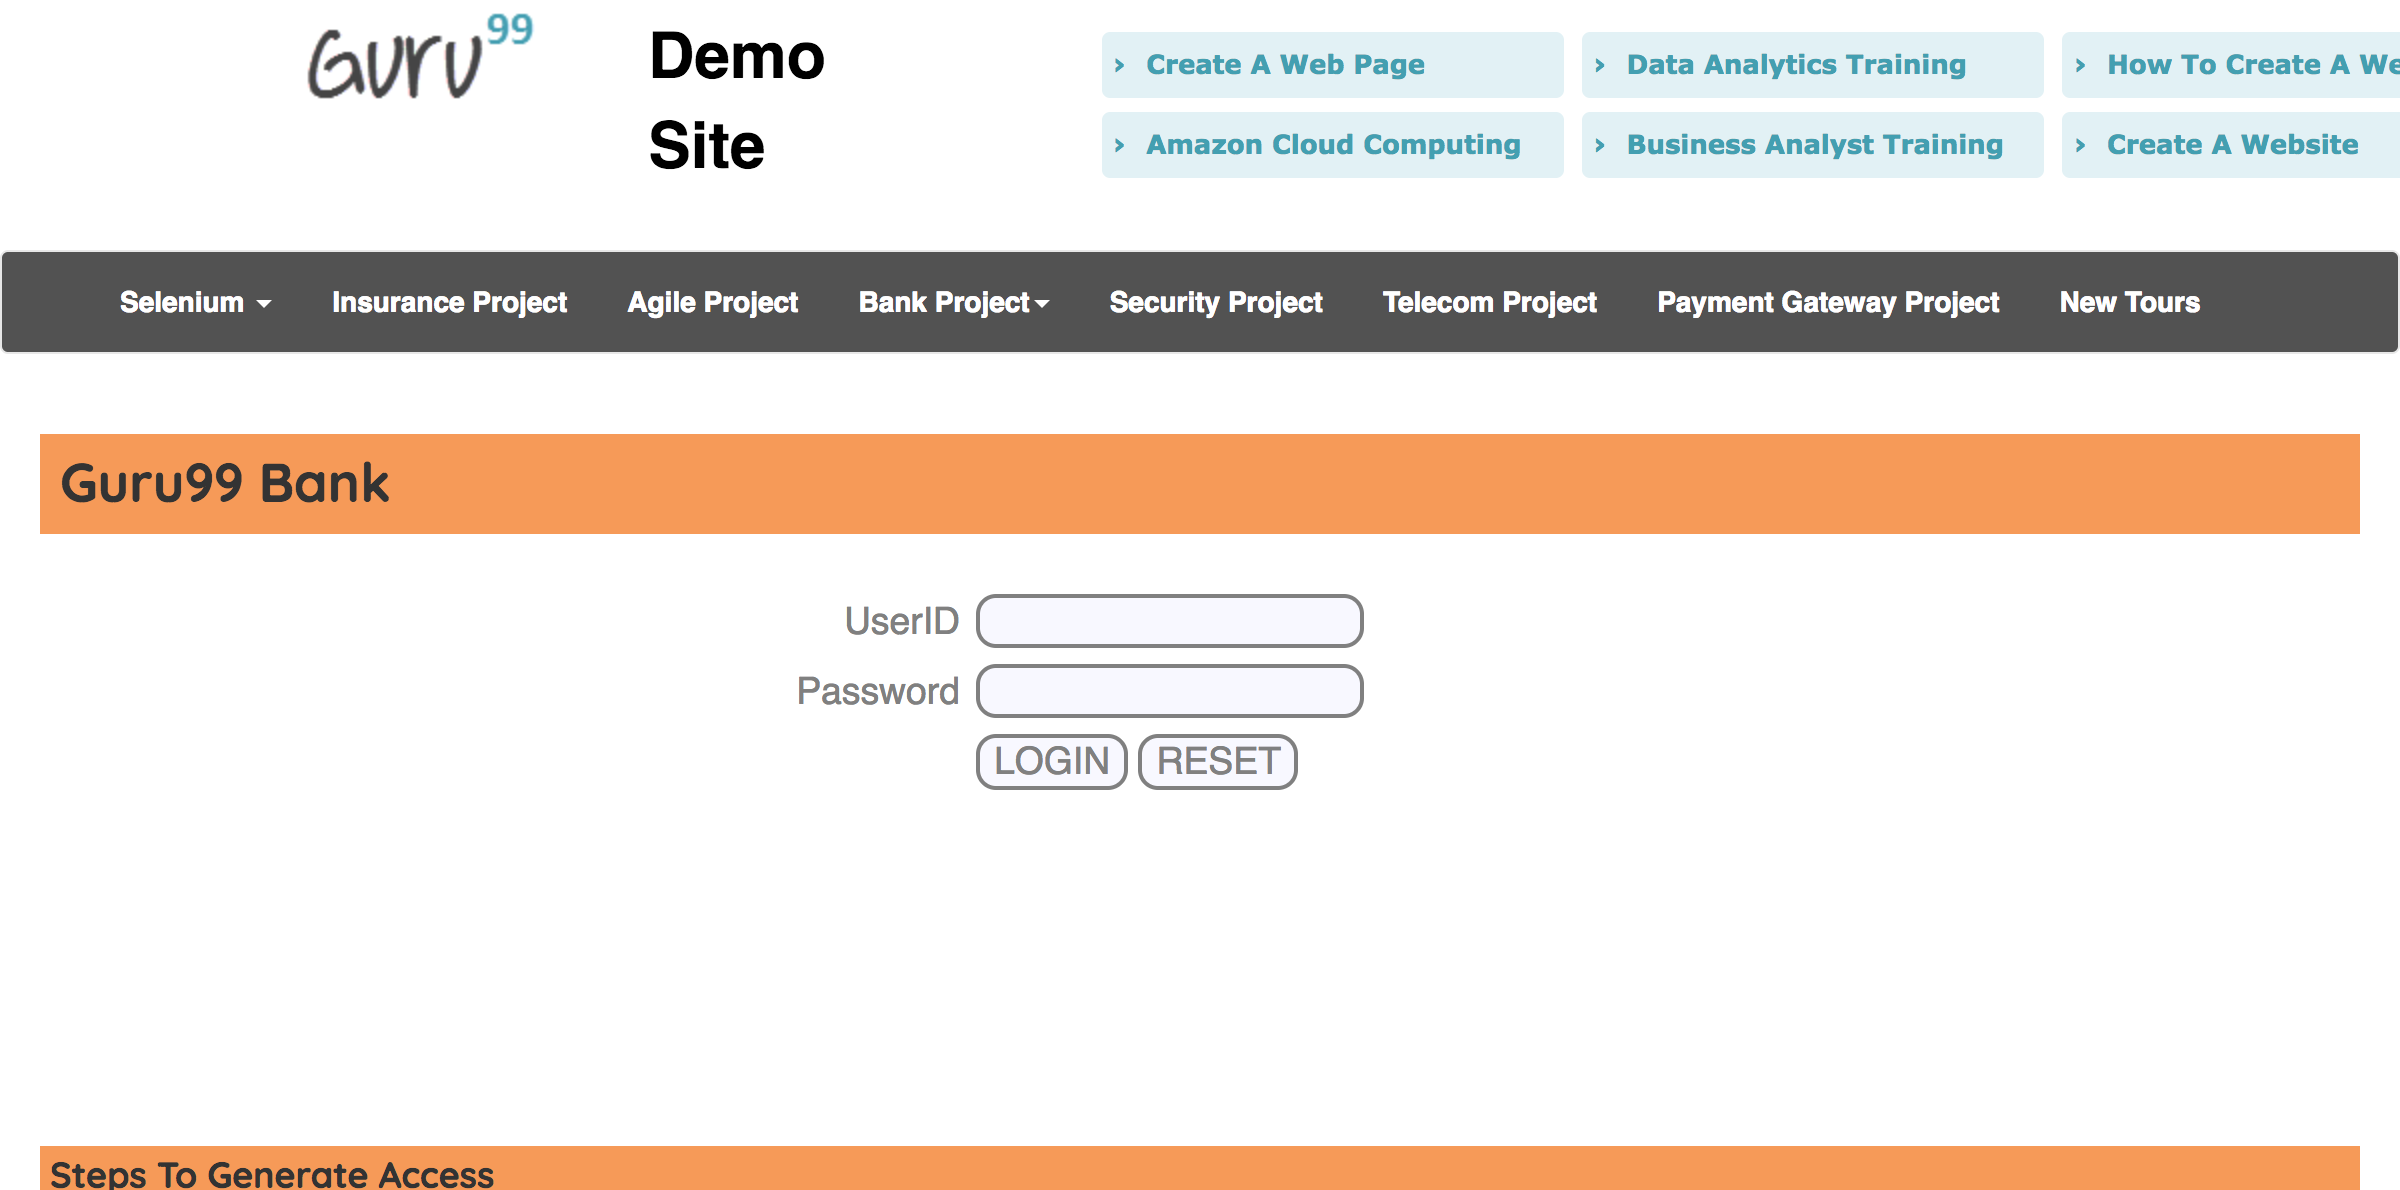 Guru99
Demo
Site
› Create A Web Page
› Data Analytics Training
› How To Create A We
› Amazon Cloud Computing
› Business Analyst Training
› Create A Website
Selenium Insurance Project Agile Project Bank Project Security Project Telecom Project Payment Gateway Project New Tours
Guru99 Bank
UserID
Password
LOGIN RESET
Steps To Generate Access